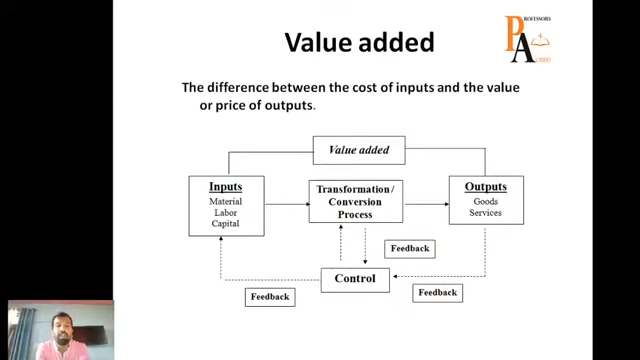 Value added
PROFESSORS
PA
The difference between the cost of inputs and the value
or price of outputs.
Value added
Inputs
Material
Labor
Capital
Transformation /
Conversion
Process
Outputs
Goods
Services
Feedback
Control
Feedback
Feedback